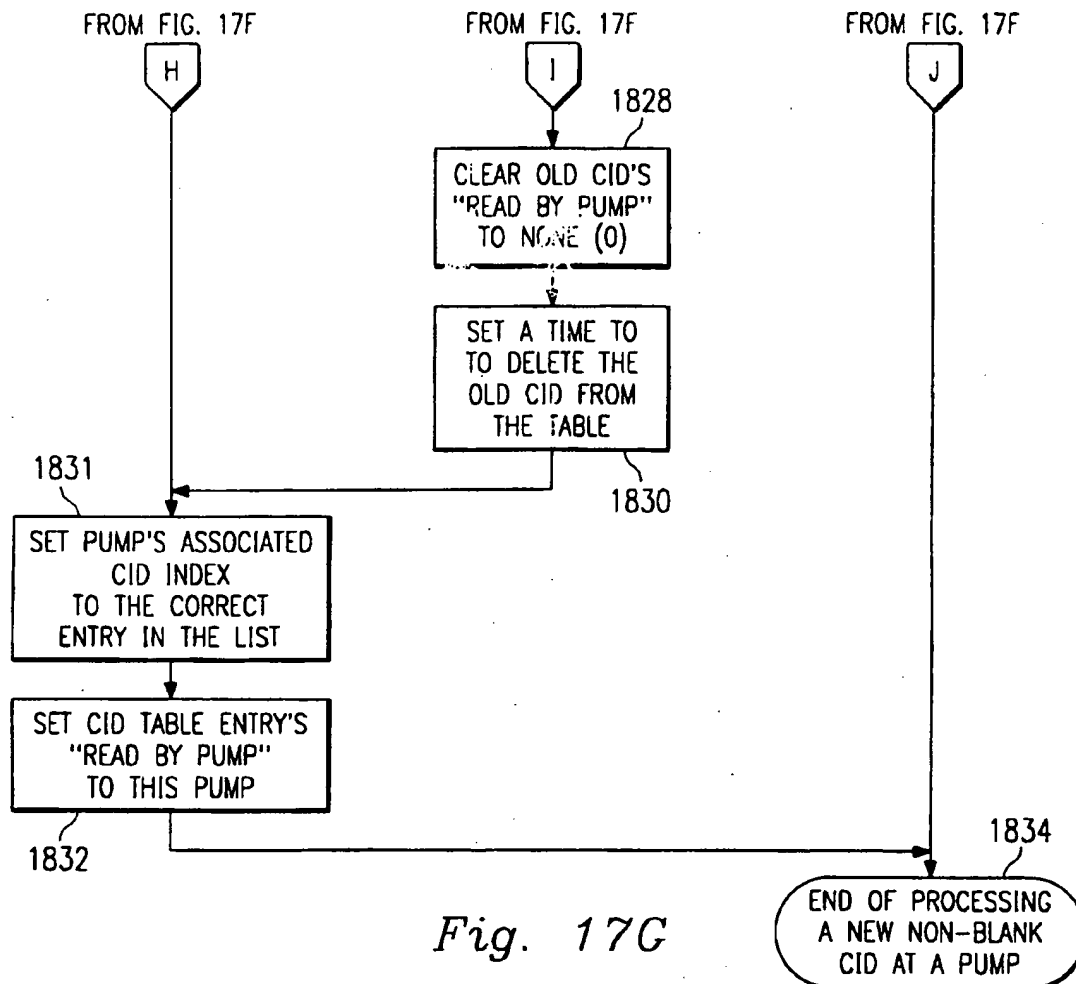 FROM FIG. 17F
FROM FIG. 17F
FROM FIG. 17F
H
I
J
1828
CLEAR OLD CID'S
"READ BY PUMP"
TO NONE (0)
SET A TIME TO
TO DELETE THE
OLD CID FROM
THE TABLE
1830
1831
SET PUMP'S ASSOCIATED
CID INDEX
TO THE CORRECT
ENTRY IN THE LIST
SET CID TABLE ENTRY'S
"READ BY PUMP"
TO THIS PUMP
1832
1834
END OF PROCESSING
A NEW NON-BLANK
CID AT A PUMP
Fig. 17G